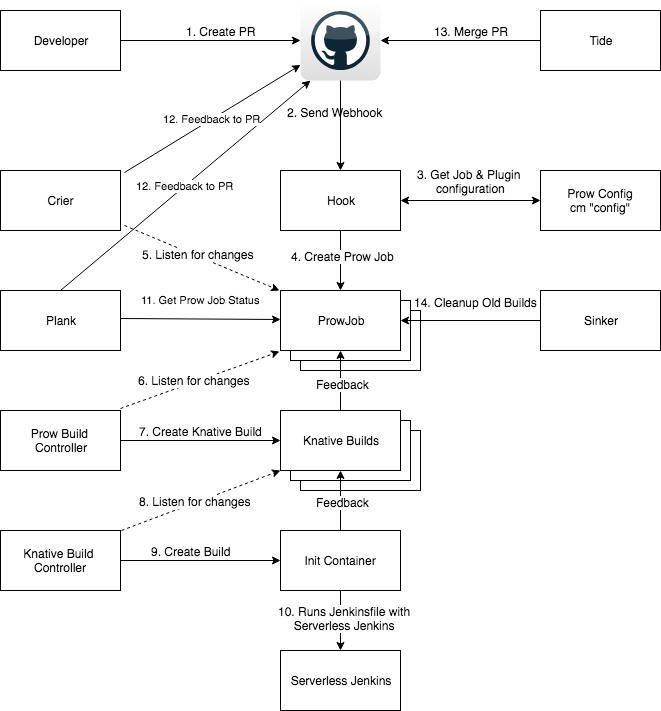 Developer
1. Create PR
13. Merge PR
Tide
12. Feedback to PR
2. Send Webhook
12. Feedback to PR
Crier
Hook
3. Get Job & Plugin
configuration
Prow Config
cm "config"
5. Listen for changes
4. Create Prow Job
Plank
11. Get Prow Job Status
ProwJob
14. Cleanup Old Builds
Sinker
6. Listen for changes
Feedback
Prow Build
Controller
7. Create Knative Build
Knative Builds
8. Listen for changes
Feedback
Knative Build
Controller
9. Create Build
Init Container
10. Runs Jenkinsfile with
Serverless Jenkins
Serverless Jenkins